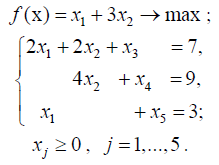 f(x) = x₁ + 3x₂ → max ;
2x₁ + 2x₂ + x₃ = 7,
4x₂ + x₄ = 9,
x₁ + x₅ = 3;
xⱼ ≥ 0 , j = 1,...,5 .